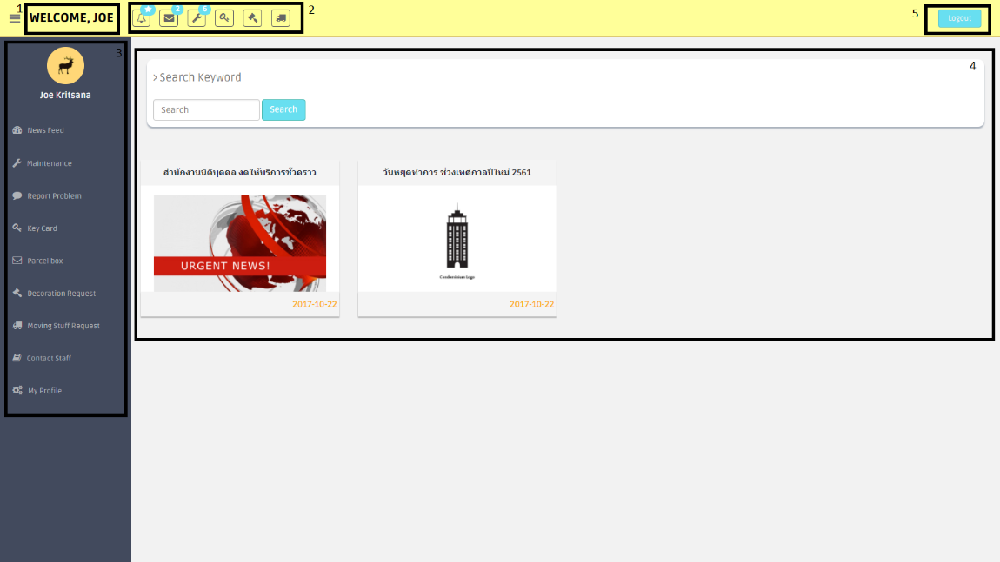 1
WELCOME, JOE
2
6
2
5
Logout
3
Joe Kritsana
News Feed
Maintenance
Report Problem
Key Card
Parcel box
Decoration Request
Moving Stuff Request
Contact Staff
My Profile
4
> Search Keyword
Search
Search
สำนักงานนิติบุคคล งดให้บริการชั่วคราว
URGENT NEWS!
2017-10-22
วันหยุดทำการ ช่วงเทศกาลปีใหม่ 2561
Condominium Logo
2017-10-22